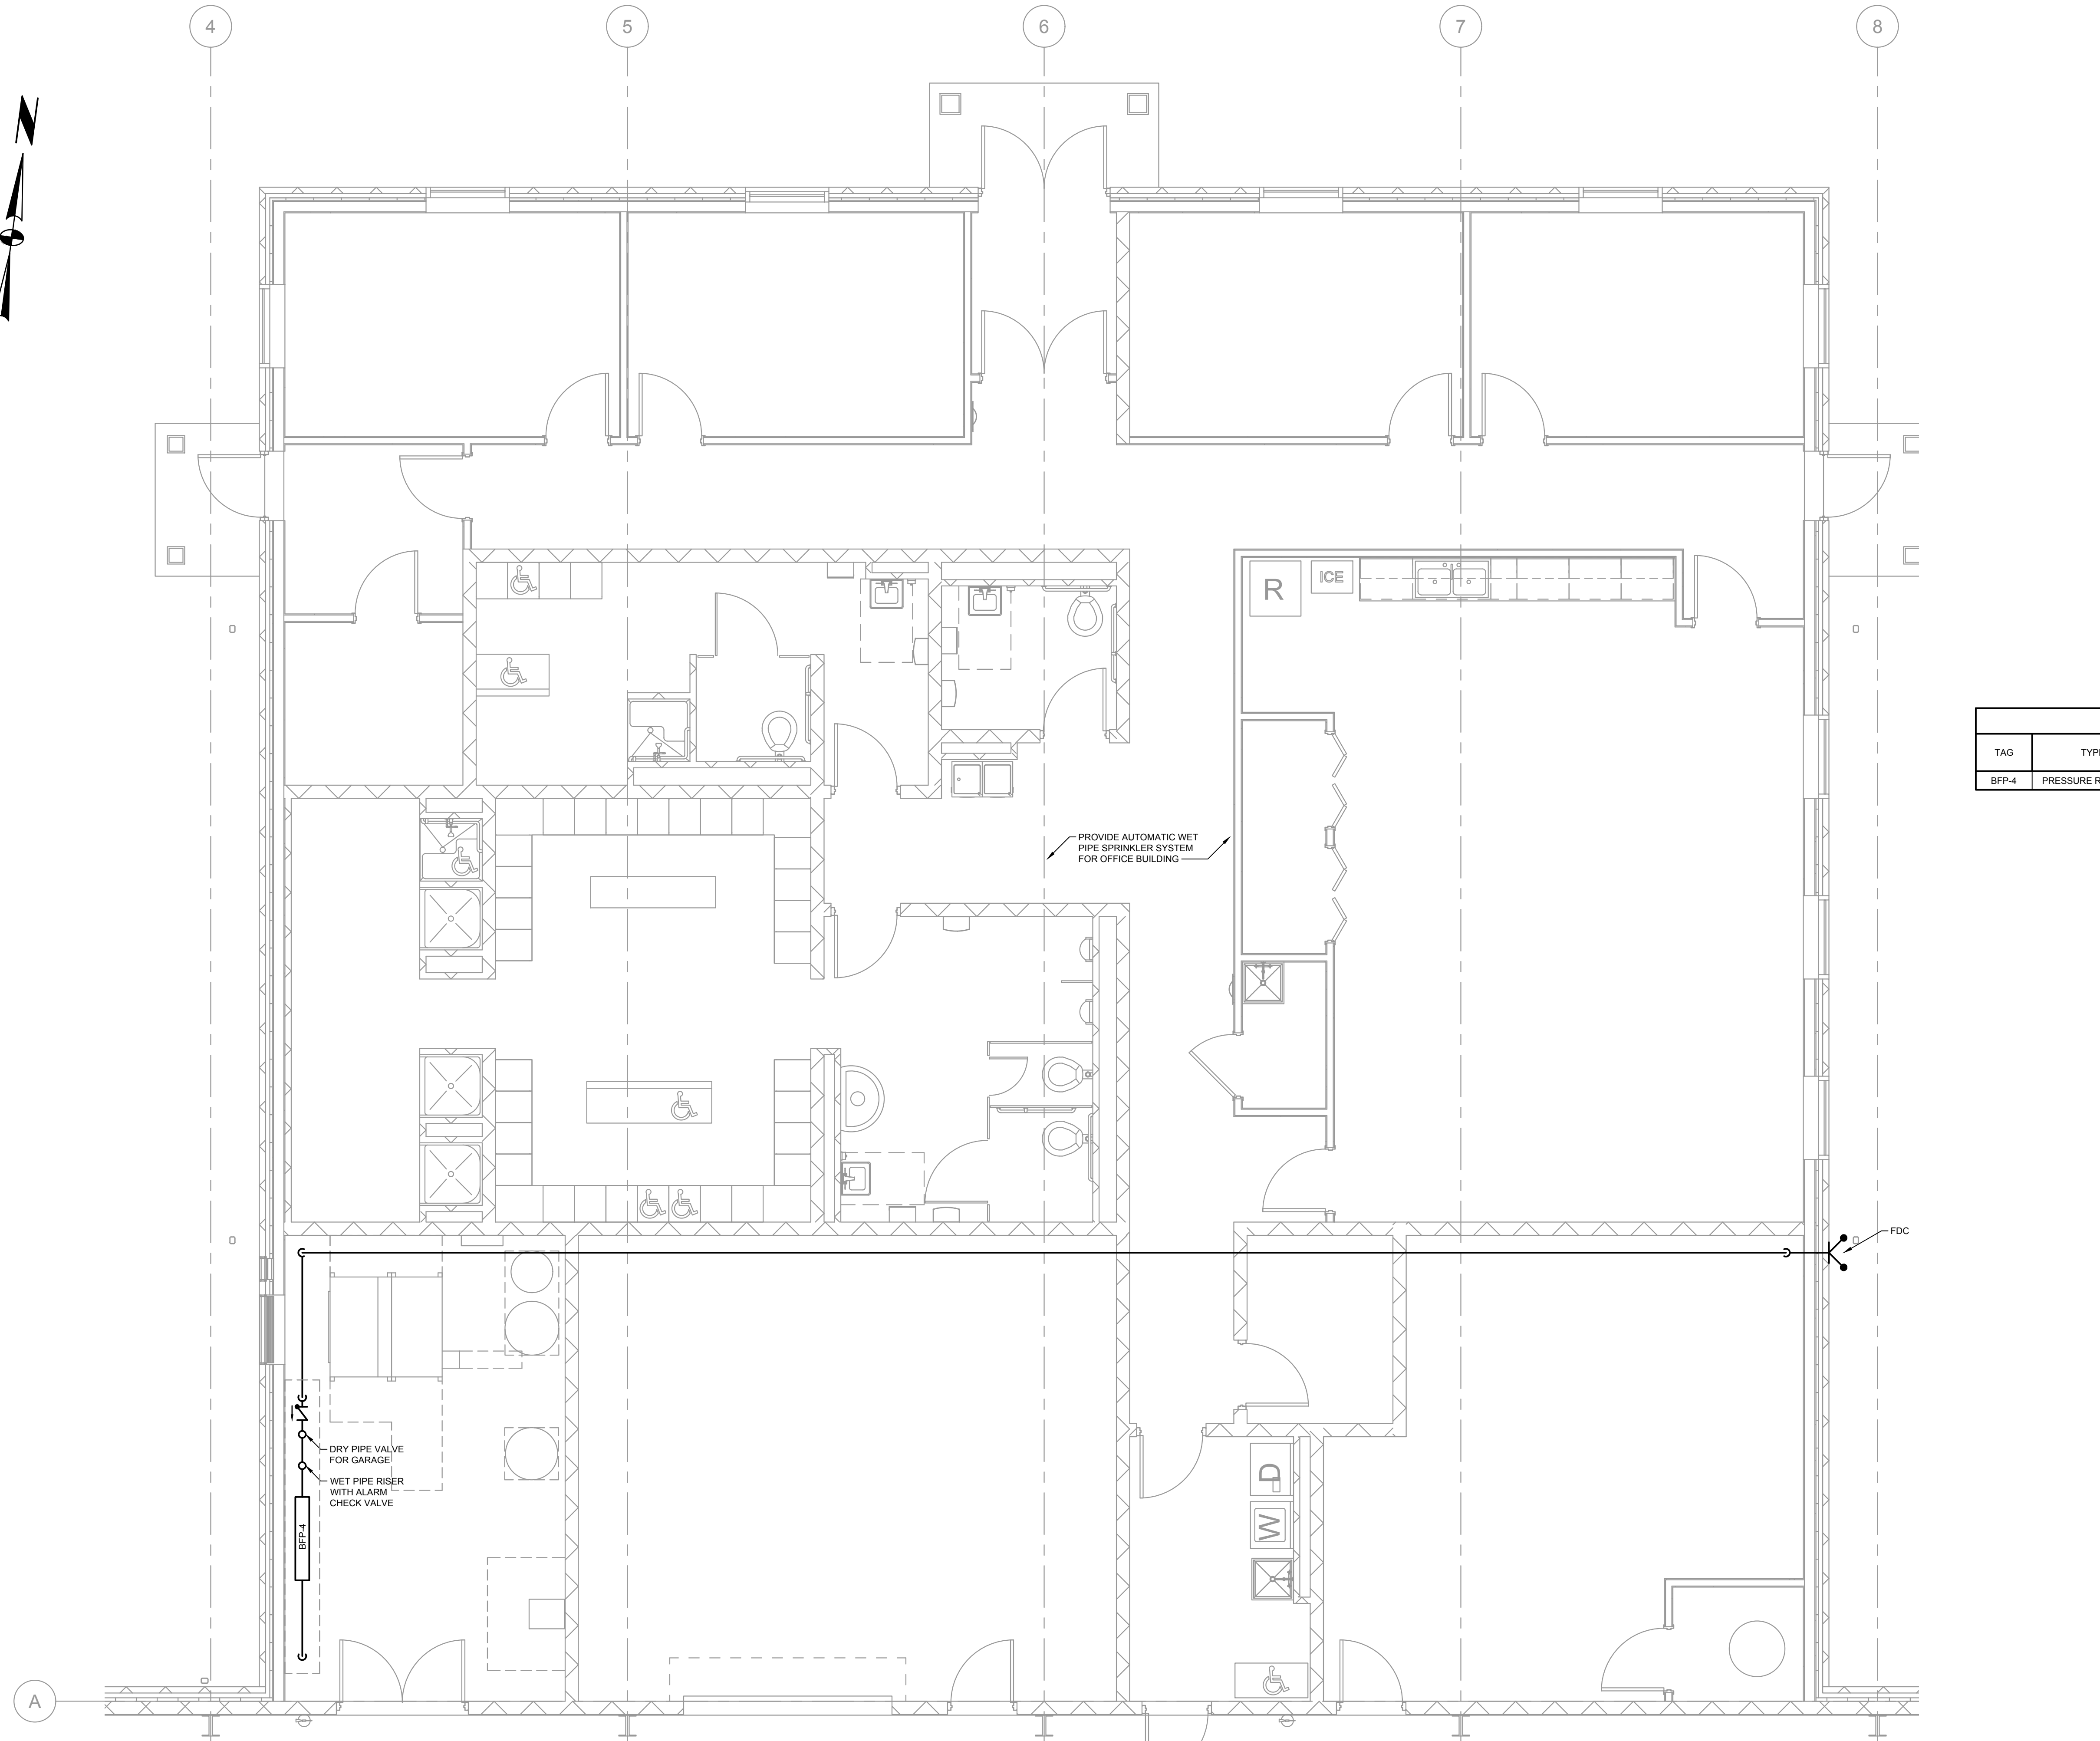 4
5
6
7
8
N
R
ICE
TAG
TYP
BFP-4
PRESSURE R
PROVIDE AUTOMATIC WET
PIPE SPRINKLER SYSTEM
FOR OFFICE BUILDING
FDC
DRY PIPE VALVE
FOR GARAGE
WET PIPE RISER
WITH ALARM
CHECK VALVE
D
W
BFP-4
A